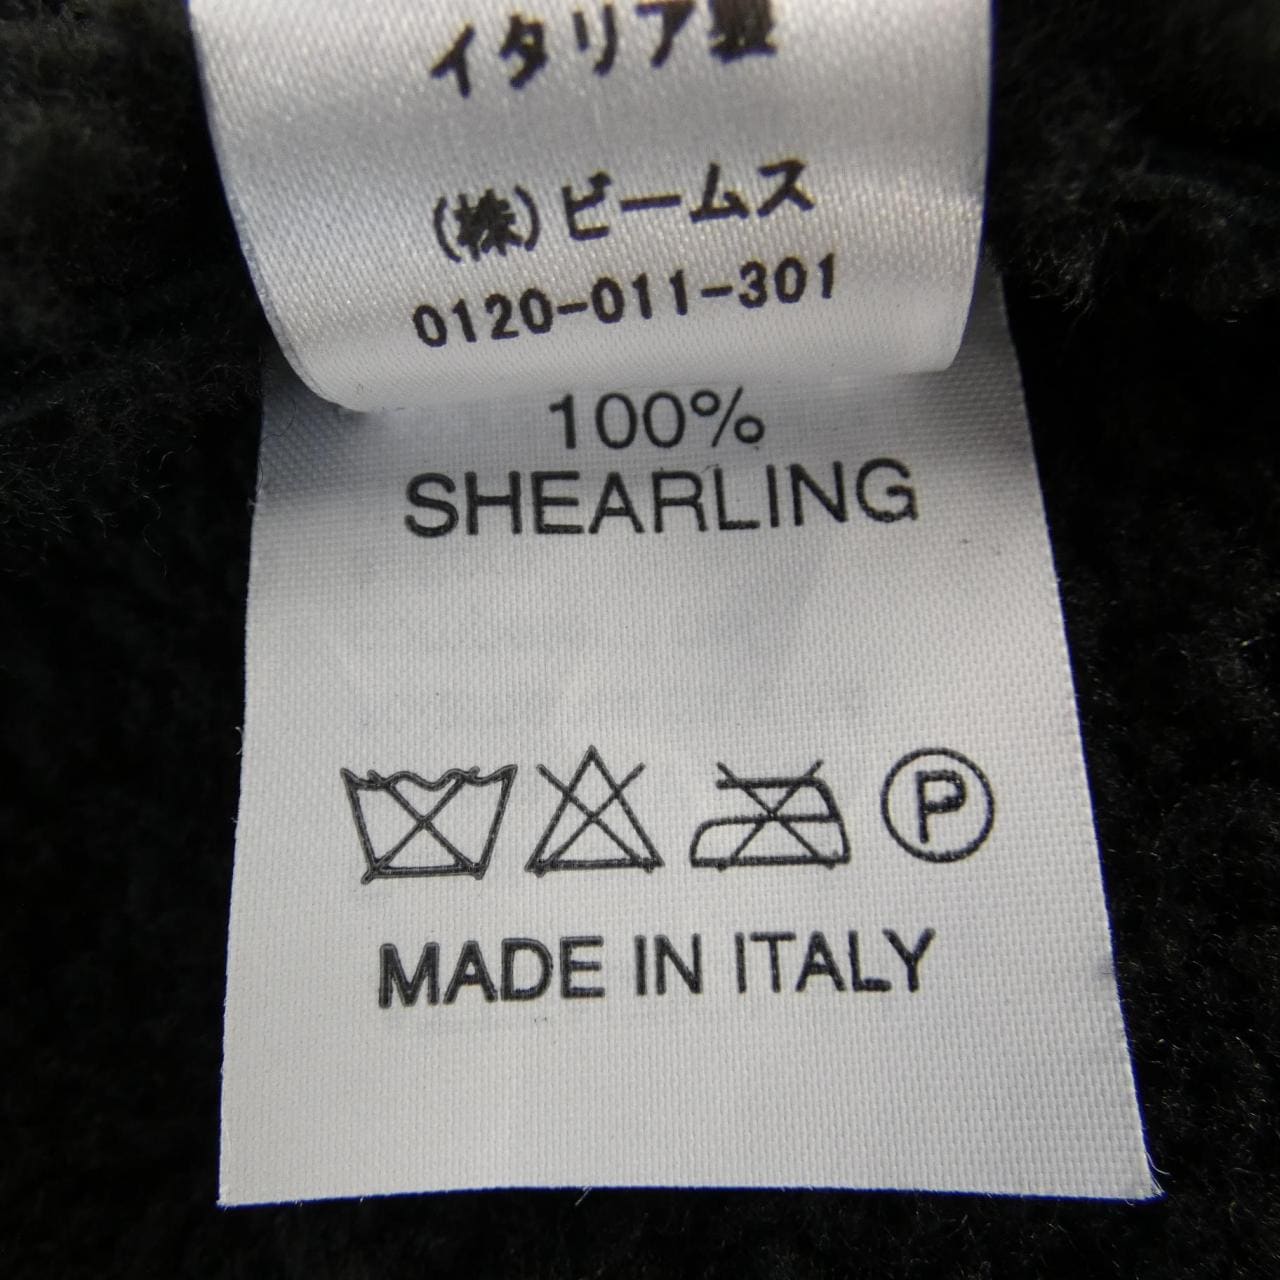 イタリア製
(株)ビームス
0120-011-301
100%
SHEARLING
P
MADE IN ITALY